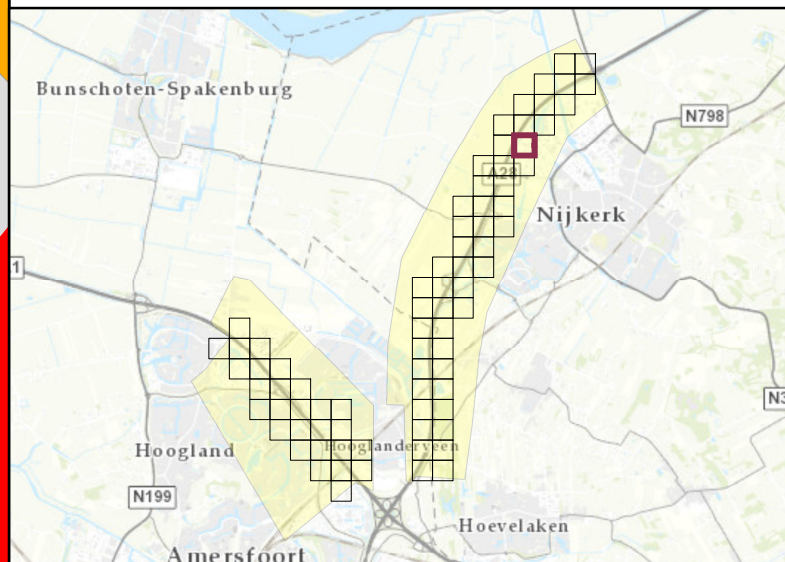 Bunschoten-Spakenburg
N798
A28
Nijkerk
1
N3
Hooglanderveen
Hoogland
N199
Hoevelaken
Amersfoort